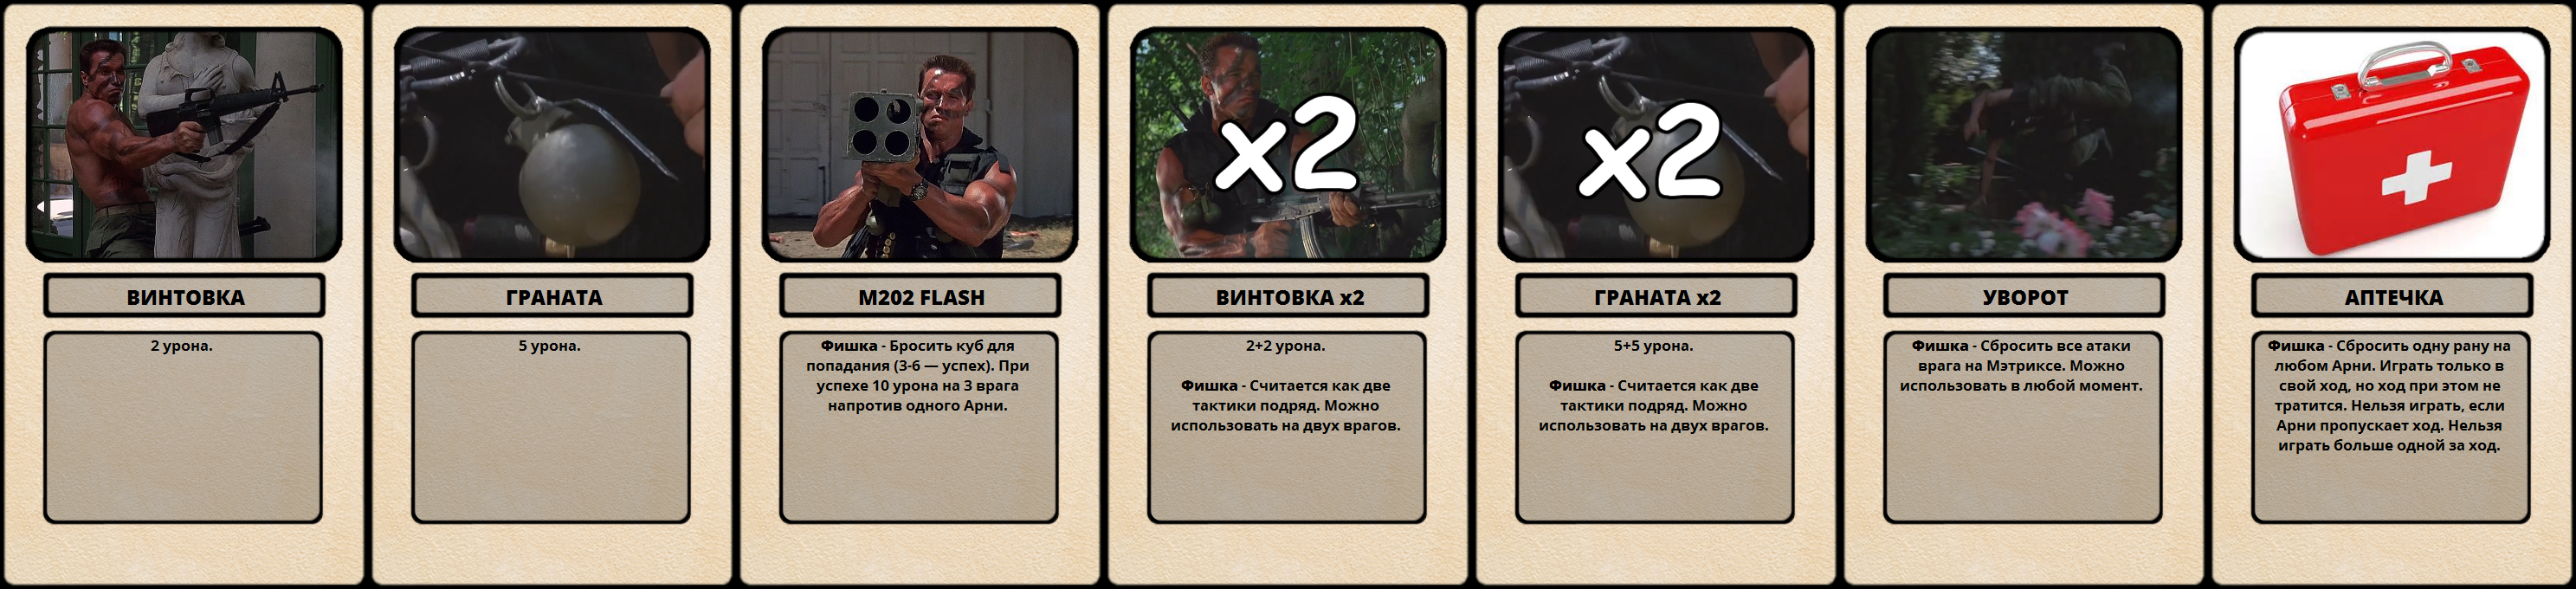 ВИНТОВКА
2 урона.
ГРАНАТА
5 урона.
M202 FLASH
Фишка - Бросить куб для
попадания (3-6 — успех). При
успехе 10 урона на 3 врага
напротив одного Арни.
x2
ВИНТОВКА x2
2+2 урона.
Фишка - Считается как две
тактики подряд. Можно
использовать на двух врагов.
x2
ГРАНАТА x2
5+5 урона.
Фишка - Считается как две
тактики подряд. Можно
использовать на двух врагов.
УВОРОТ
Фишка - Сбросить все атаки
врага на Мэтриксе. Можно
использовать в любой момент.
АПТЕЧКА
Фишка - Сбросить одну рану на
любом Арни. Играть только в
свой ход, но ход при этом не
тратится. Нельзя играть, если
Арни пропускает ход. Нельзя
играть больше одной за ход.